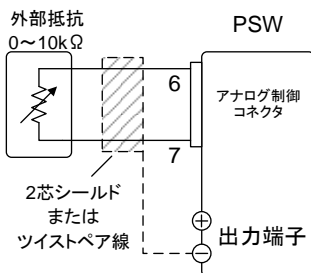 外部抵抗
0～10kΩ
PSW
6
アナログ制御
コネクタ
7
2芯シールド
または
ツイストペア線
+
出力端子
-